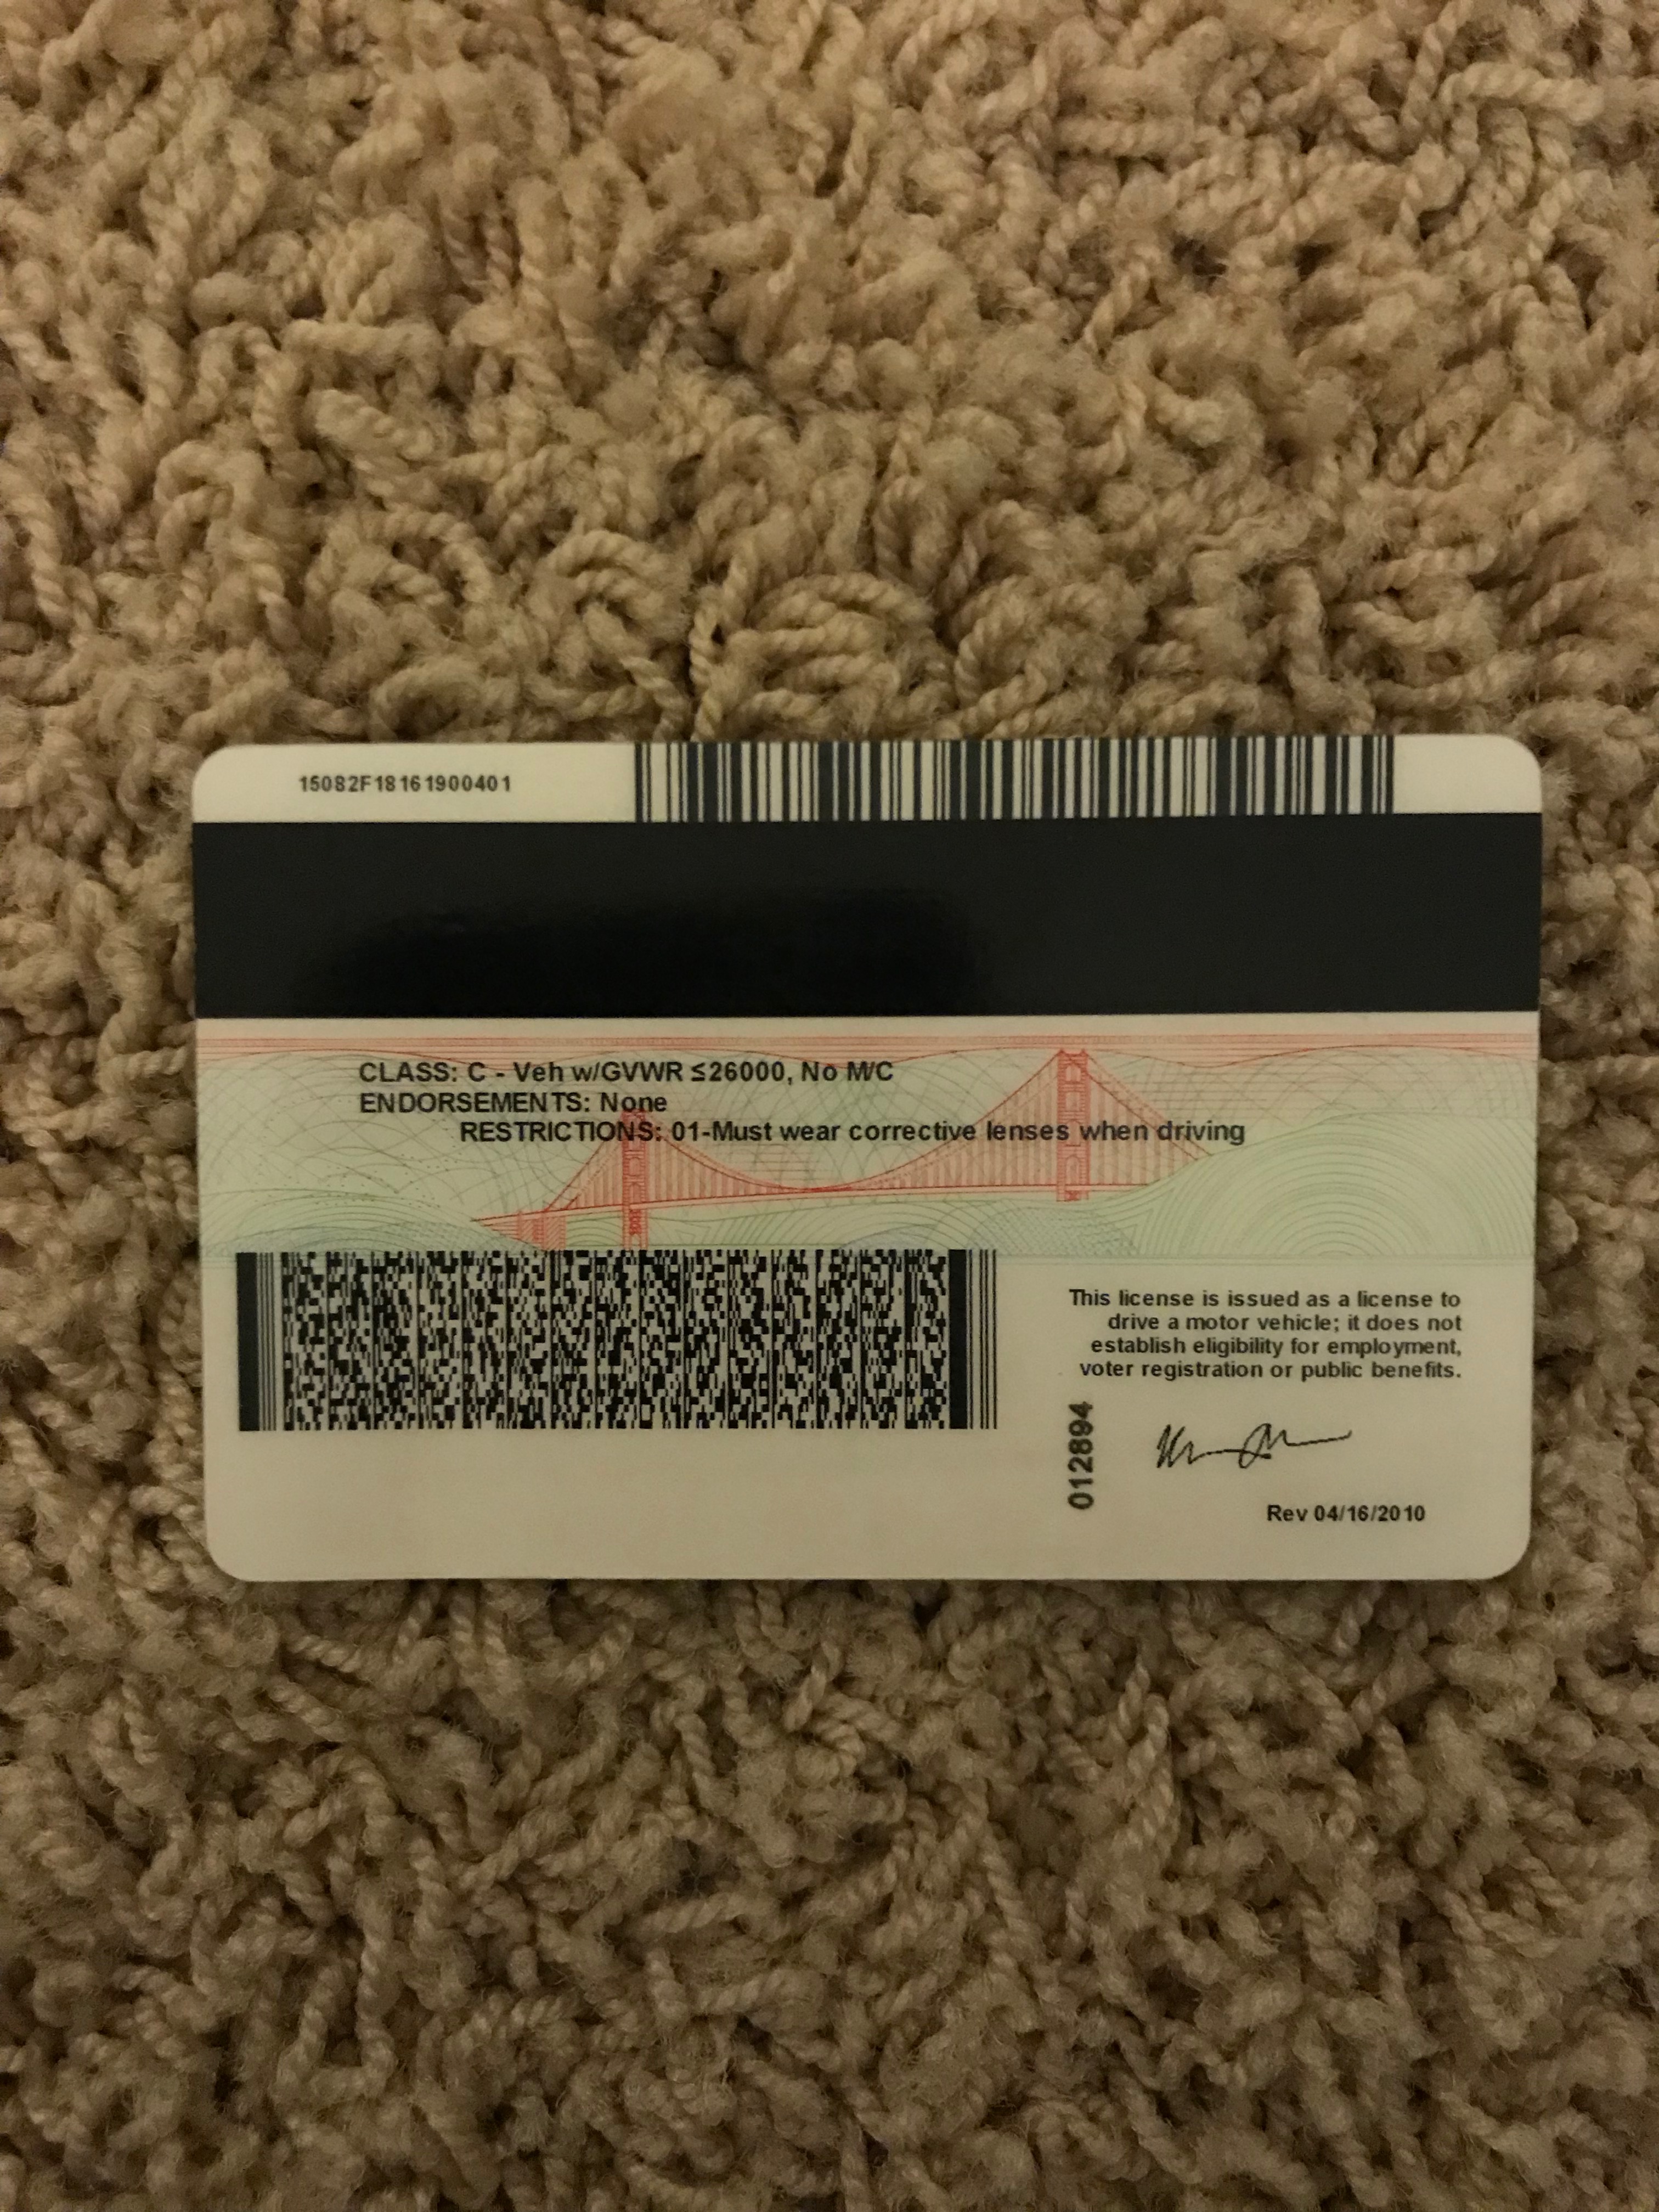 15082F18161900401
CLASS: C - Veh w/GVWR ≤26000, No M/C
ENDORSEMENTS: None
RESTRICTIONS: 01-Must wear corrective lenses when driving
This license is issued as a license to
drive a motor vehicle; it does not
establish eligibility for employment,
voter registration or public benefits.
012894
Rev 04/16/2010